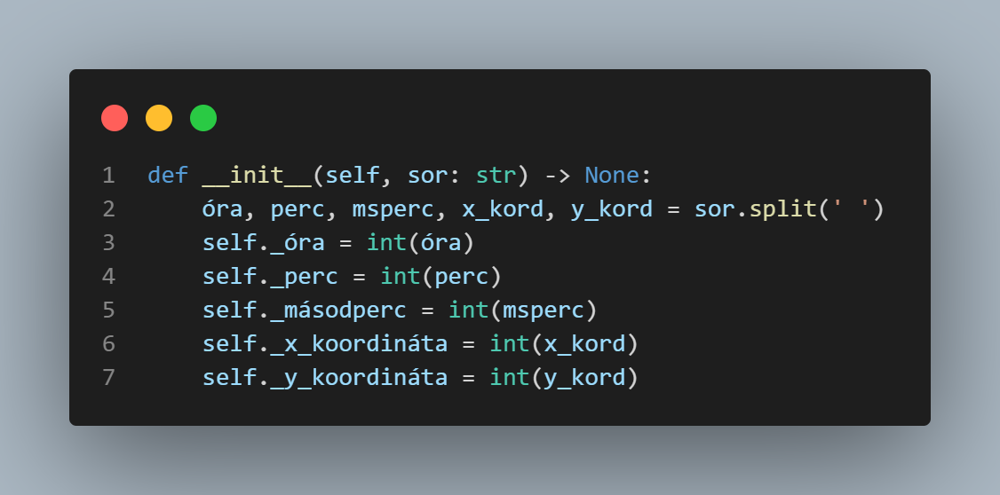 1 def __init__(self, sor: str) -> None:
2     óra, perc, msperc, x_kord, y_kord = sor.split(' ')
3     self._óra = int(óra)
4     self._perc = int(perc)
5     self._másodperc = int(msperc)
6     self._x_koordináta = int(x_kord)
7     self._y_koordináta = int(y_kord)